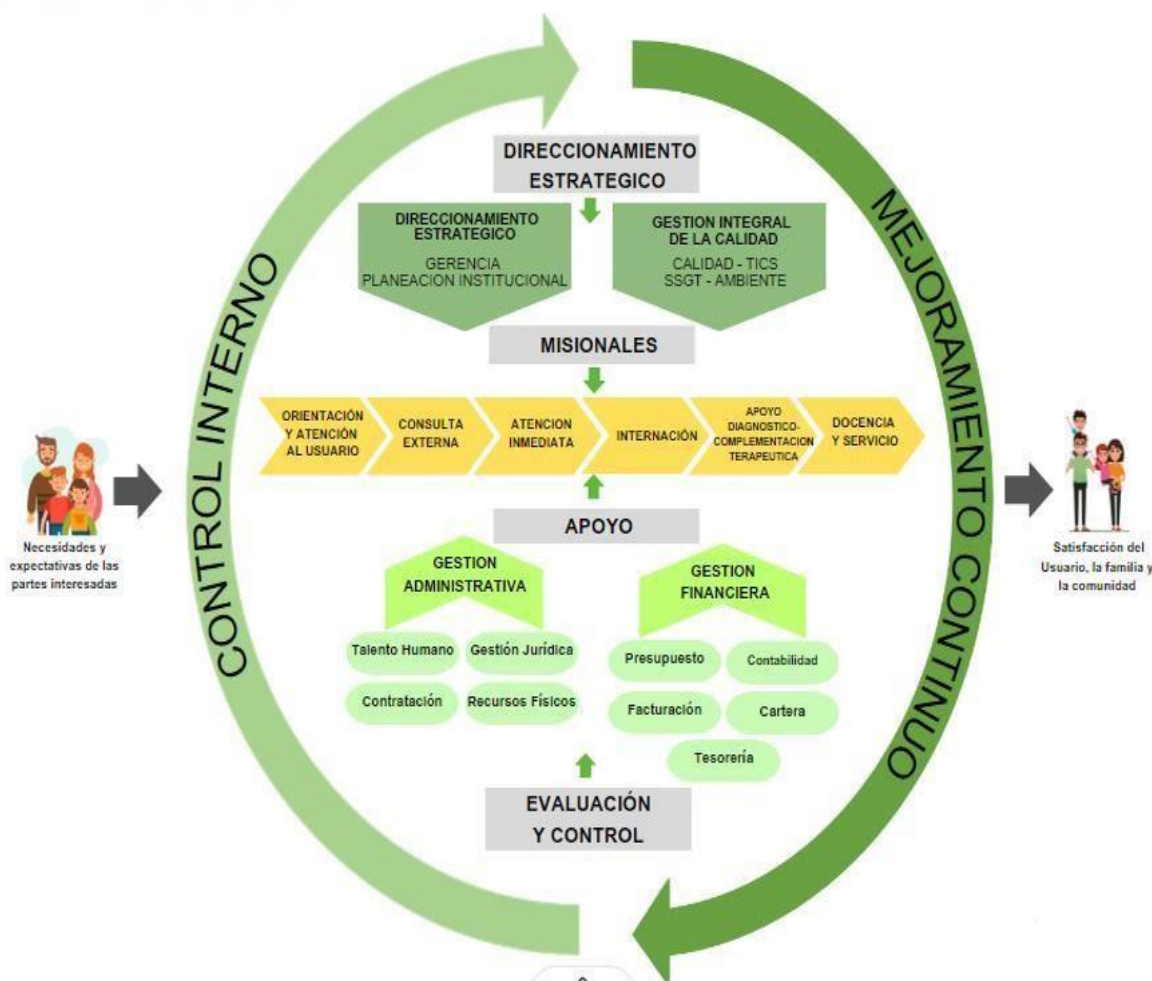 DIRECCIONAMIENTO
ESTRATEGICO
DIRECCIONAMIENTO
ESTRATEGICO
GERENCIA
PLANEACION INSTITUCIONAL
GESTION INTEGRAL
DE LA CALIDAD
CALIDAD - TICS
SSGT - AMBIENTE
CONTROL INTERNO
MEJORAMIENTO CONTINUO
MISIONALES
ORIENTACIÓN
Y ATENCIÓN
AL USUARIO
CONSULTA
EXTERNA
ATENCION
INMEDIATA
INTERNACIÓN
APOYO
DIAGNOSTICO-
COMPLEMENTACION
TERAPEUTICA
DOCENCIA
Y SERVICIO
Necesidades y
expectativas de las
partes interesadas
Satisfacción del
Usuario, la familia y
la comunidad
APOYO
GESTION
ADMINISTRATIVA
Talento Humano
Gestión Jurídica
Contratación
Recursos Físicos
GESTION
FINANCIERA
Presupuesto
Contabilidad
Facturación
Cartera
Tesorería
EVALUACIÓN
Y CONTROL